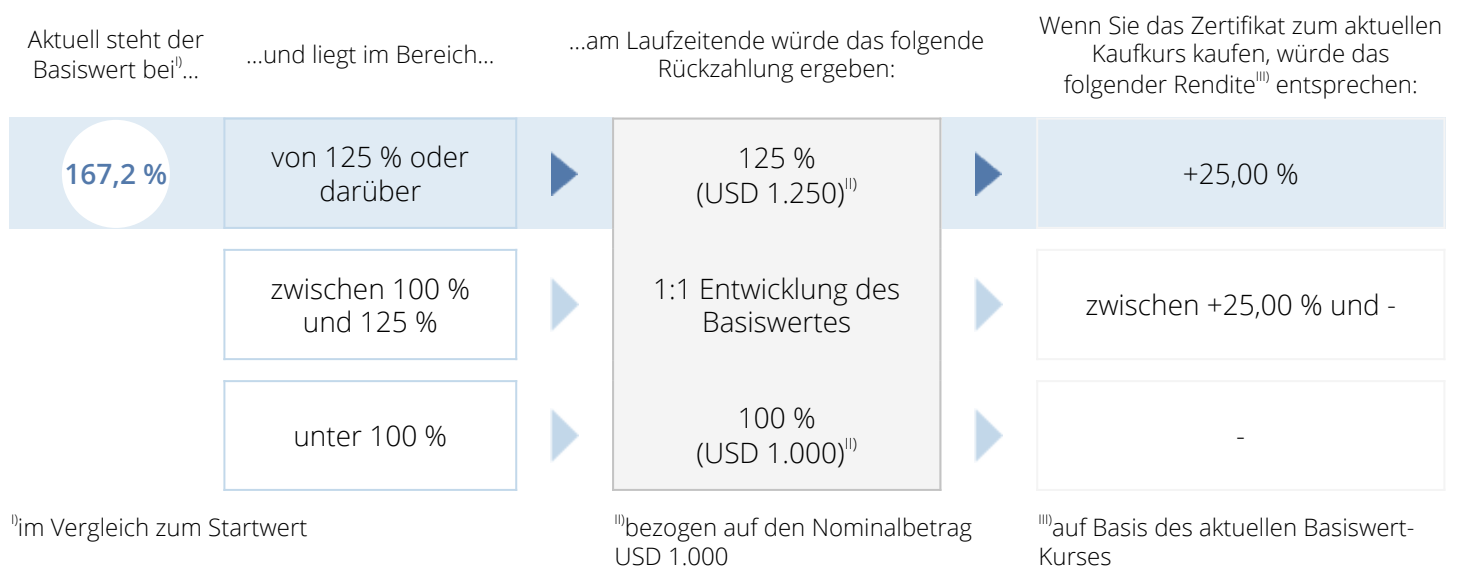 Aktuell steht der
Basiswert bei I)...
...und liegt im Bereich...
...am Laufzeitende würde das folgende
Rückzahlung ergeben:
Wenn Sie das Zertifikat zum aktuellen
Kaufkurs kaufen, würde das
folgender Rendite III) entsprechen:
167,2 %
von 125 % oder
darüber
125 %
(USD 1.250) II)
+25,00 %
zwischen 100 %
und 125 %
1:1 Entwicklung des
Basiswertes
zwischen +25,00 % und -
unter 100 %
100 %
(USD 1.000) II)
-
I) im Vergleich zum Startwert
II) bezogen auf den Nominalbetrag
USD 1.000
III) auf Basis des aktuellen Basiswert-
Kurses